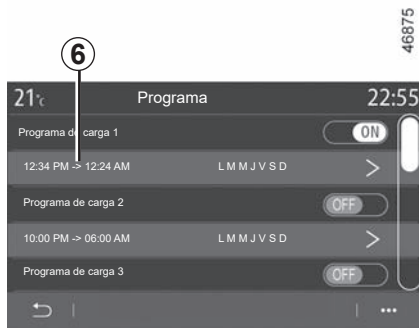 46875
6
21°c Programa 22:55
Programa de carga 1 ON
12:34 PM -> 12:24 AM L M M J V S D >
Programa de carga 2 OFF
10:00 PM -> 06:00 AM L M M J V S D >
Programa de carga 3 OFF